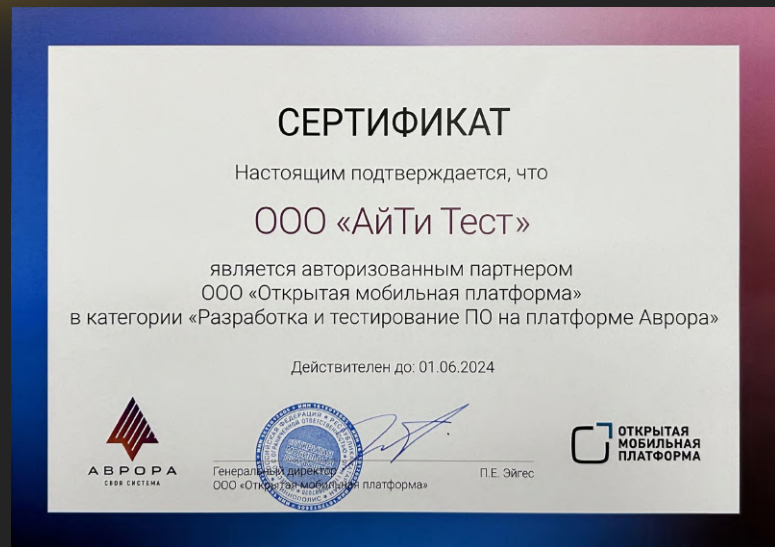 СЕРТИФИКАТ
Настоящим подтверждается, что
ООО «АйТи Тест»
является авторизованным партнером
ООО «Открытая мобильная платформа»
в категории «Разработка и тестирование ПО на платформе Аврора»
Действителен до: 01.06.2024
АВРОРА
СВОЯ СИСТЕМА
Генеральный директор
ООО «Открытая мобильная платформа»
П.Е. Эйгес
ОТКРЫТАЯ
МОБИЛЬНАЯ
ПЛАТФОРМА